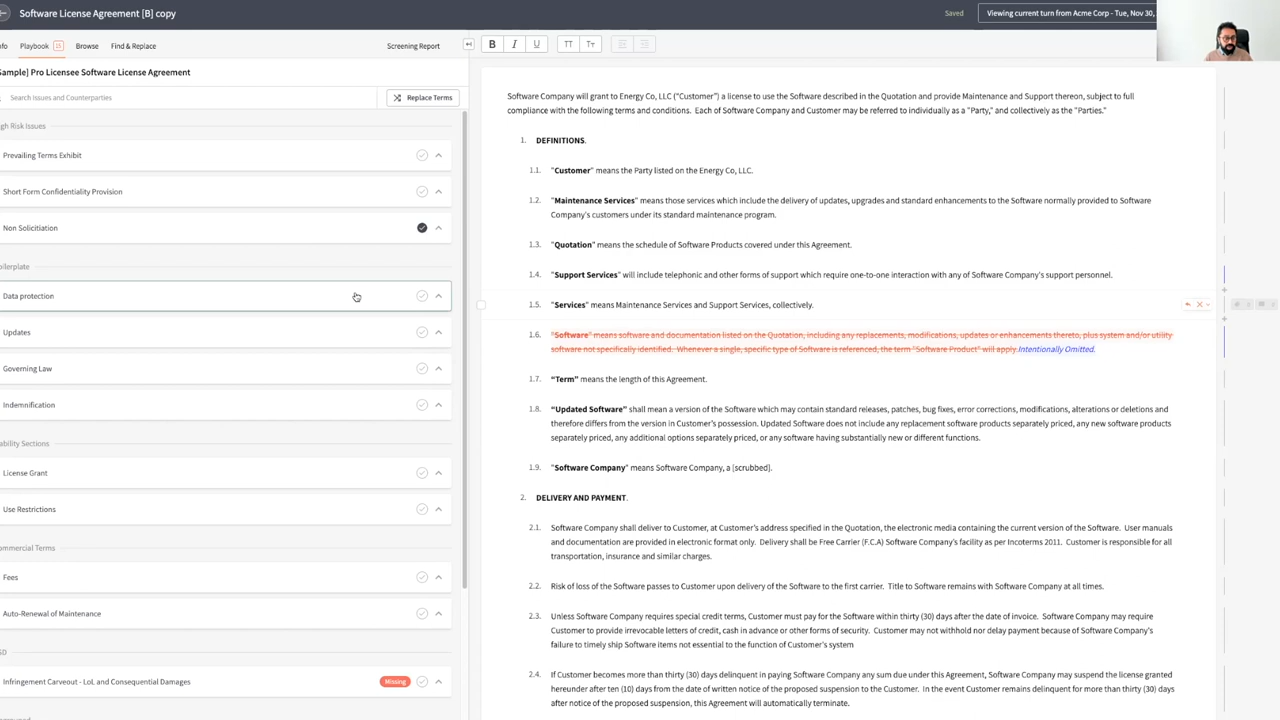 Software License Agreement [B] copy
Saved
Viewing current turn from Acme Corp - Tue, Nov 30,
Playbook
Browse
Find & Replace
Screening Report
B I U TT Tт
Sample] Pro Licensee Software License Agreement
Search Issues and Counterparties
Replace Terms
gh Risk Issues
Prevailing Terms Exhibit
Short Form Confidentiality Provision
Non Solicitiation
oilerplate
Data protection
Updates
Governing Law
Indemnification
ability Sections
License Grant
Use Restrictions
ommercial Terms
Fees
Auto-Renewal of Maintenance
Infringement Carveout - LoL and Consequential Damages
Missing
Software Company will grant to Energy Co, LLC ("Customer") a license to use the Software described in the Quotation and provide Maintenance and Support thereon, subject to full
compliance with the following terms and conditions. Each of Software Company and Customer may be referred to individually as a "Party," and collectively as the "Parties."
1. DEFINITIONS.
1.1. "Customer" means the Party listed on the Energy Co, LLC.
1.2. "Maintenance Services" means those services which include the delivery of updates, upgrades and standard enhancements to the Software normally provided to Software
Company's customers under its standard maintenance program.
1.3. "Quotation" means the schedule of Software Products covered under this Agreement.
1.4. "Support Services" will include telephonic and other forms of support which require one-to-one interaction with any of Software Company's support personnel.
1.5. "Services" means Maintenance Services and Support Services, collectively.
1.6. "Software" means software and documentation listed on the Quotation, including any replacements, modifications, updates or enhancements thereto, plus system and/or utility
software not specifically identified. Whenever a single, specific type of Software is referenced, the term "Software Product" will apply.Intentionally Omitted.
1.7. “Term” means the length of this Agreement.
1.8. “Updated Software” shall mean a version of the Software which may contain standard releases, patches, bug fixes, error corrections, modifications, alterations or deletions and
therefore differs from the version in Customer's possession. Updated Software does not include any replacement software products separately priced, any new software products
separately priced, any additional options separately priced, or any software having substantially new or different functions.
1.9. "Software Company" means Software Company, a [scrubbed].
2. DELIVERY AND PAYMENT.
2.1. Software Company shall deliver to Customer, at Customer's address specified in the Quotation, the electronic media containing the current version of the Software. User manuals
and documentation are provided in electronic format only. Delivery shall be Free Carrier (F.C.A) Software Company's facility as per Incoterms 2011. Customer is responsible for all
transportation, insurance and similar charges.
2.2. Risk of loss of the Software passes to Customer upon delivery of the Software to the first carrier. Title to Software remains with Software Company at all times.
2.3. Unless Software Company requires special credit terms, Customer must pay for the Software within thirty (30) days after the date of invoice. Software Company may require
Customer to provide irrevocable letters of credit, cash in advance or other forms of security. Customer may not withhold nor delay payment because of Software Company's
failure to timely ship Software items not essential to the function of Customer's system
2.4. If Customer becomes more than thirty (30) days delinquent in paying Software Company any sum due under this Agreement, Software Company may suspend the license granted
hereunder after ten (10) days from the date of written notice of the proposed suspension to the Customer. In the event Customer remains delinquent for more than thirty (30) days
after notice of the proposed suspension, this Agreement will automatically terminate.